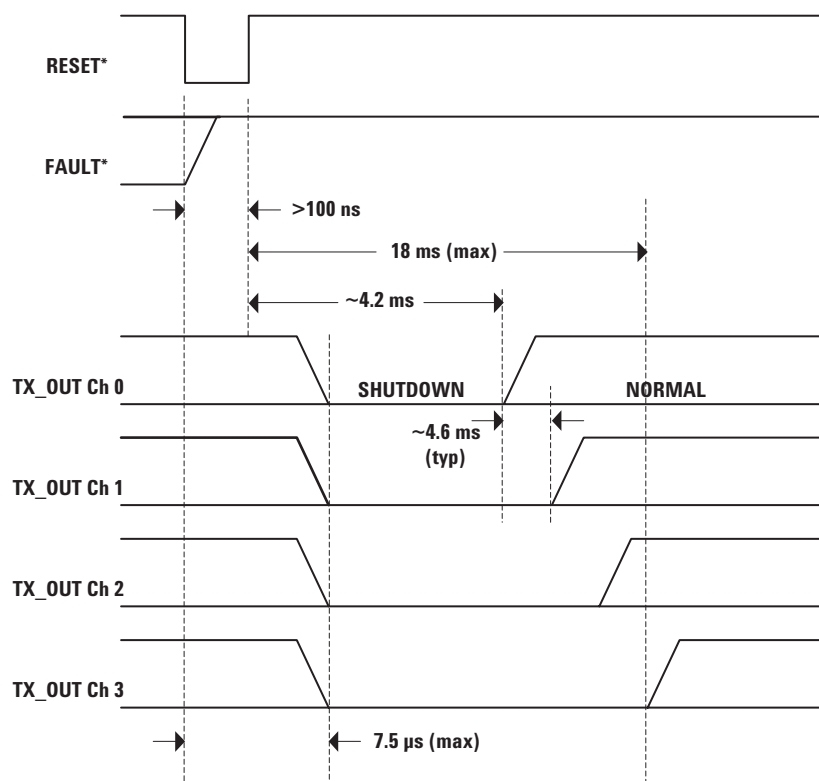 RESET*
FAULT*
>100 ns
18 ms (max)
~4.2 ms
TX_OUT Ch 0
SHUTDOWN
NORMAL
~4.6 ms
(typ)
TX_OUT Ch 1
TX_OUT Ch 2
TX_OUT Ch 3
7.5 µs (max)